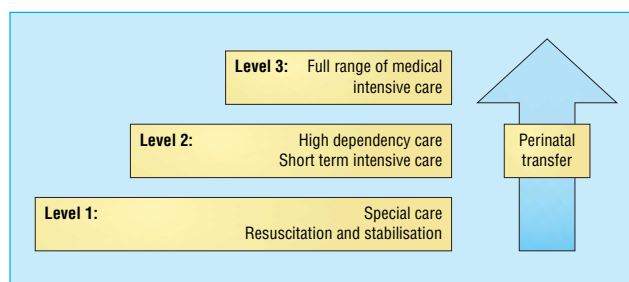 Level 3: Full range of medical
intensive care
Level 2: High dependency care
Short term intensive care
Perinatal
transfer
Level 1: Special care
Resuscitation and stabilisation